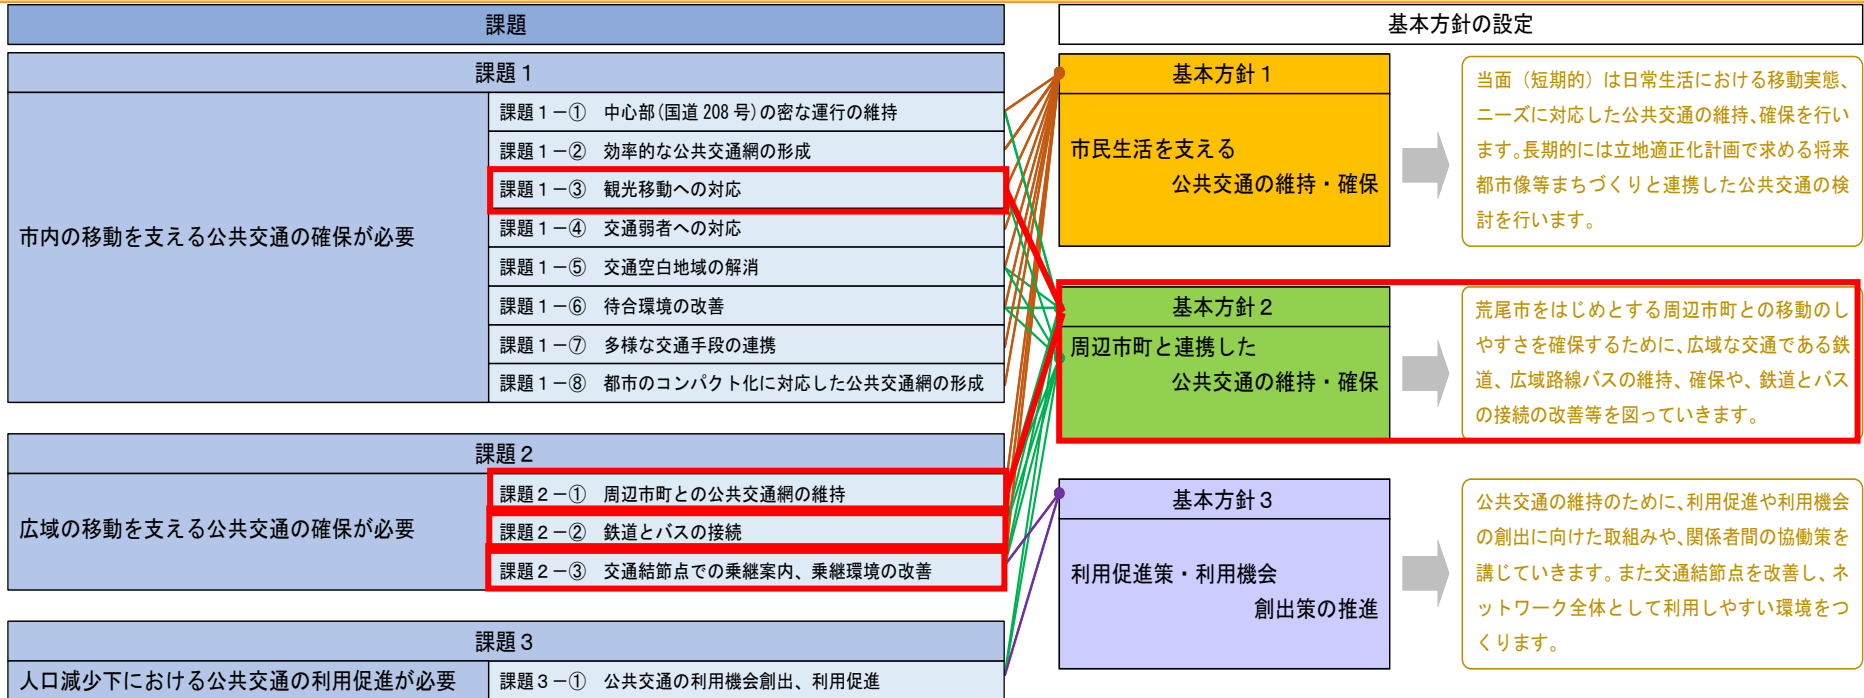 課題
課題1
市内の移動を支える公共交通の確保が必要
課題1-① 中心部(国道208号)の密な運行の維持
課題1-② 効率的な公共交通網の形成
課題1-③ 観光移動への対応
課題1-④ 交通弱者への対応
課題1-⑤ 交通空白地域の解消
課題1-⑥ 待合環境の改善
課題1-⑦ 多様な交通手段の連携
課題1-⑧ 都市のコンパクト化に対応した公共交通網の形成
課題2
広域の移動を支える公共交通の確保が必要
課題2-① 周辺市町との公共交通網の維持
課題2-② 鉄道とバスの接続
課題2-③ 交通結節点での乗継案内、乗継環境の改善
課題3
人口減少下における公共交通の利用促進が必要
課題3-① 公共交通の利用機会創出、利用促進
基本方針の設定
基本方針1
市民生活を支える
公共交通の維持・確保
当面(短期的)は日常生活における移動実態、
ニーズに対応した公共交通の維持、確保を行い
ます。長期的には立地適正化計画で求める将来
都市像等まちづくりと連携した公共交通の検
討を行います。
基本方針2
周辺市町と連携した
公共交通の維持・確保
荒尾市をはじめとする周辺市町との移動のし
やすさを確保するために、広域な交通である鉄
道、広域路線バスの維持、確保や、鉄道とバス
の接続の改善等を図っていきます。
基本方針3
利用促進策・利用機会
創出策の推進
公共交通の維持のために、利用促進や利用機会
の創出に向けた取組みや、関係者間の協働策を
講じていきます。また交通結節点を改善し、ネ
ットワーク全体として利用しやすい環境をつ
くります。